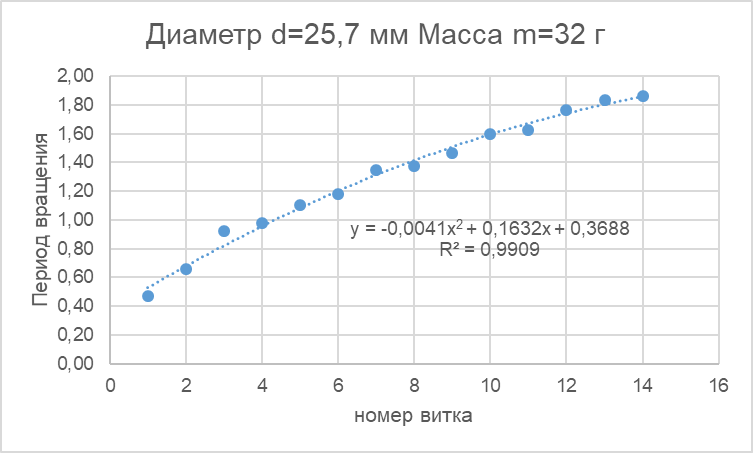 Диаметр d=25,7 мм Масса m=32 г
2,00
1,80
1,60
1,40
1,20
1,00
0,80
0,60
0,40
0,20
0,00
Период вращения
y = -0,0041x² + 0,1632x + 0,3688
R² = 0,9909
0 2 4 6 8 10 12 14 16
номер витка